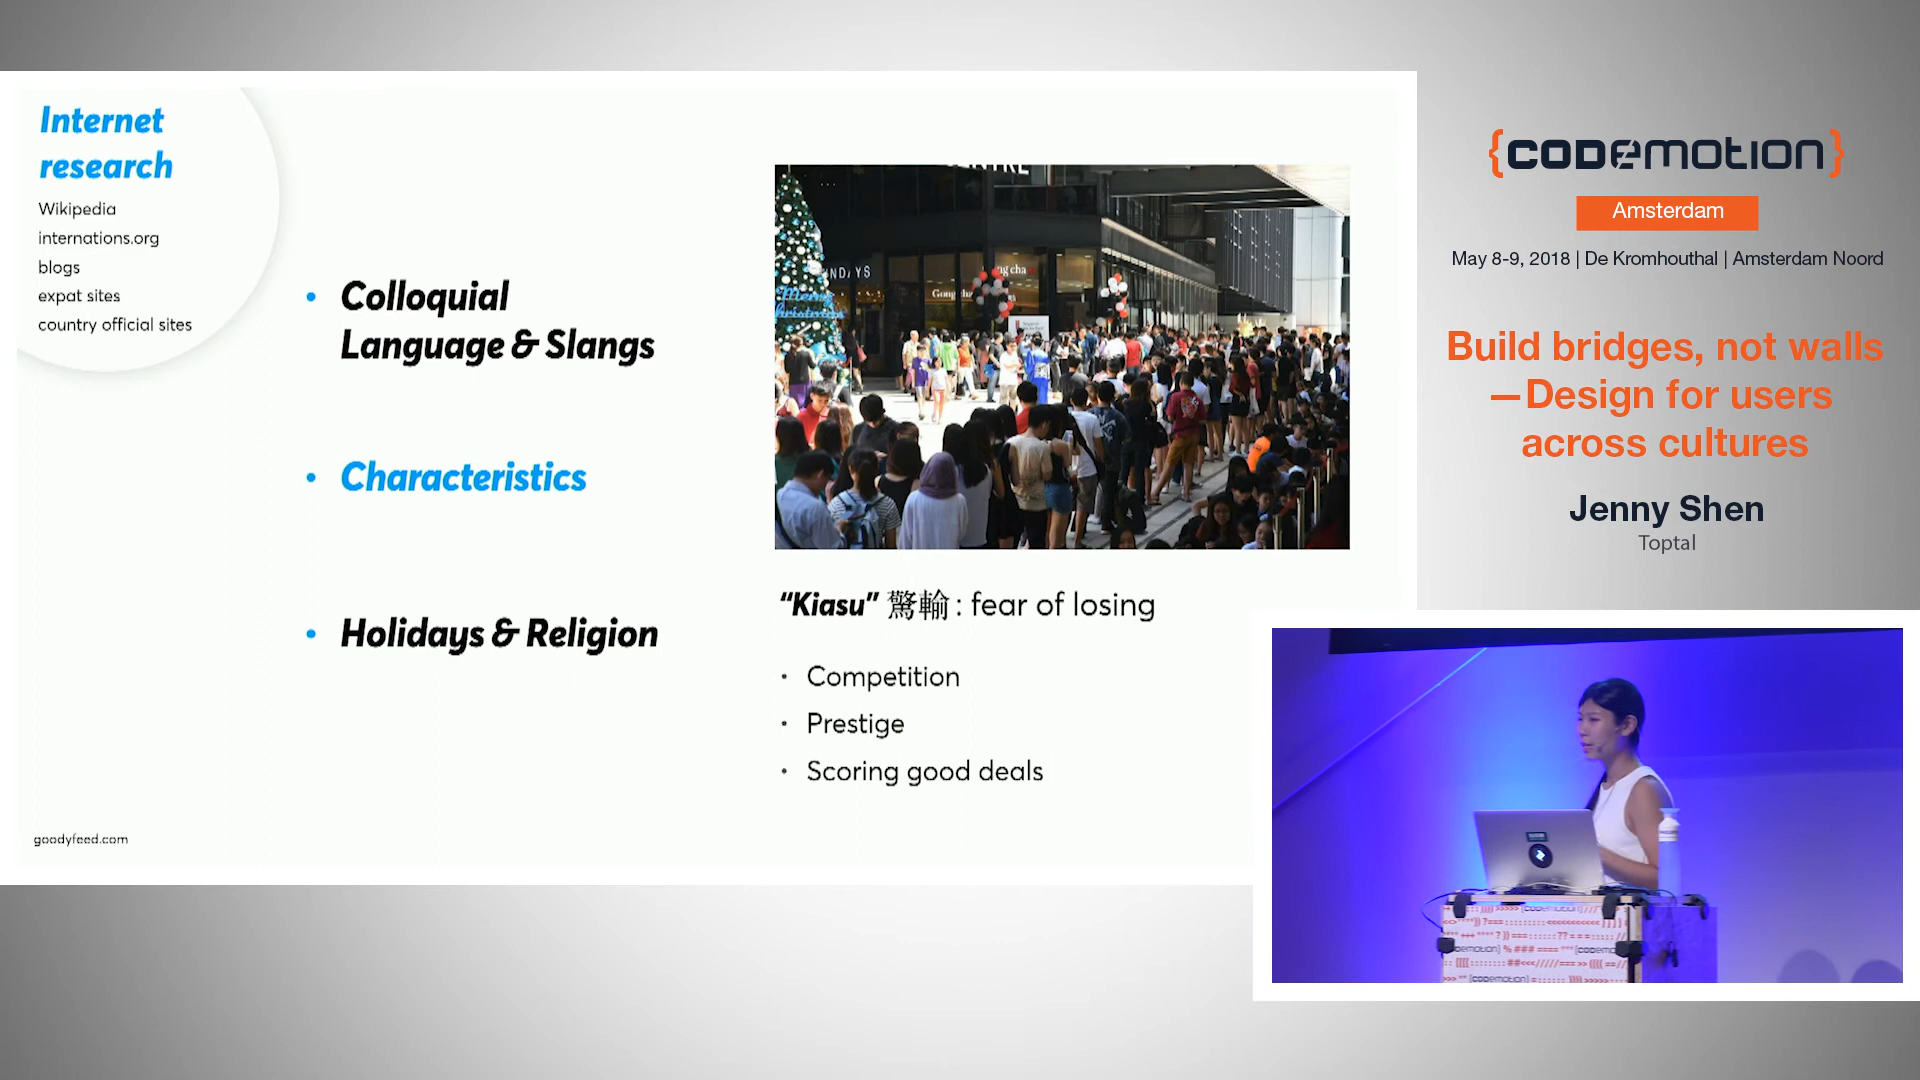 Internet
research
Wikipedia
internations.org
blogs
expat sites
country official sites
• Colloquial
Language & Slangs
• Characteristics
• Holidays & Religion
goodyfeed.com
Merry
Christmas
"Kiasu" 驚輸 : fear of losing
• Competition
• Prestige
• Scoring good deals
{CODEMOTION}
Amsterdam
May 8-9, 2018 | De Kromhouthal | Amsterdam Noord
Build bridges, not walls
—Design for users
across cultures
Jenny Shen
Toptal